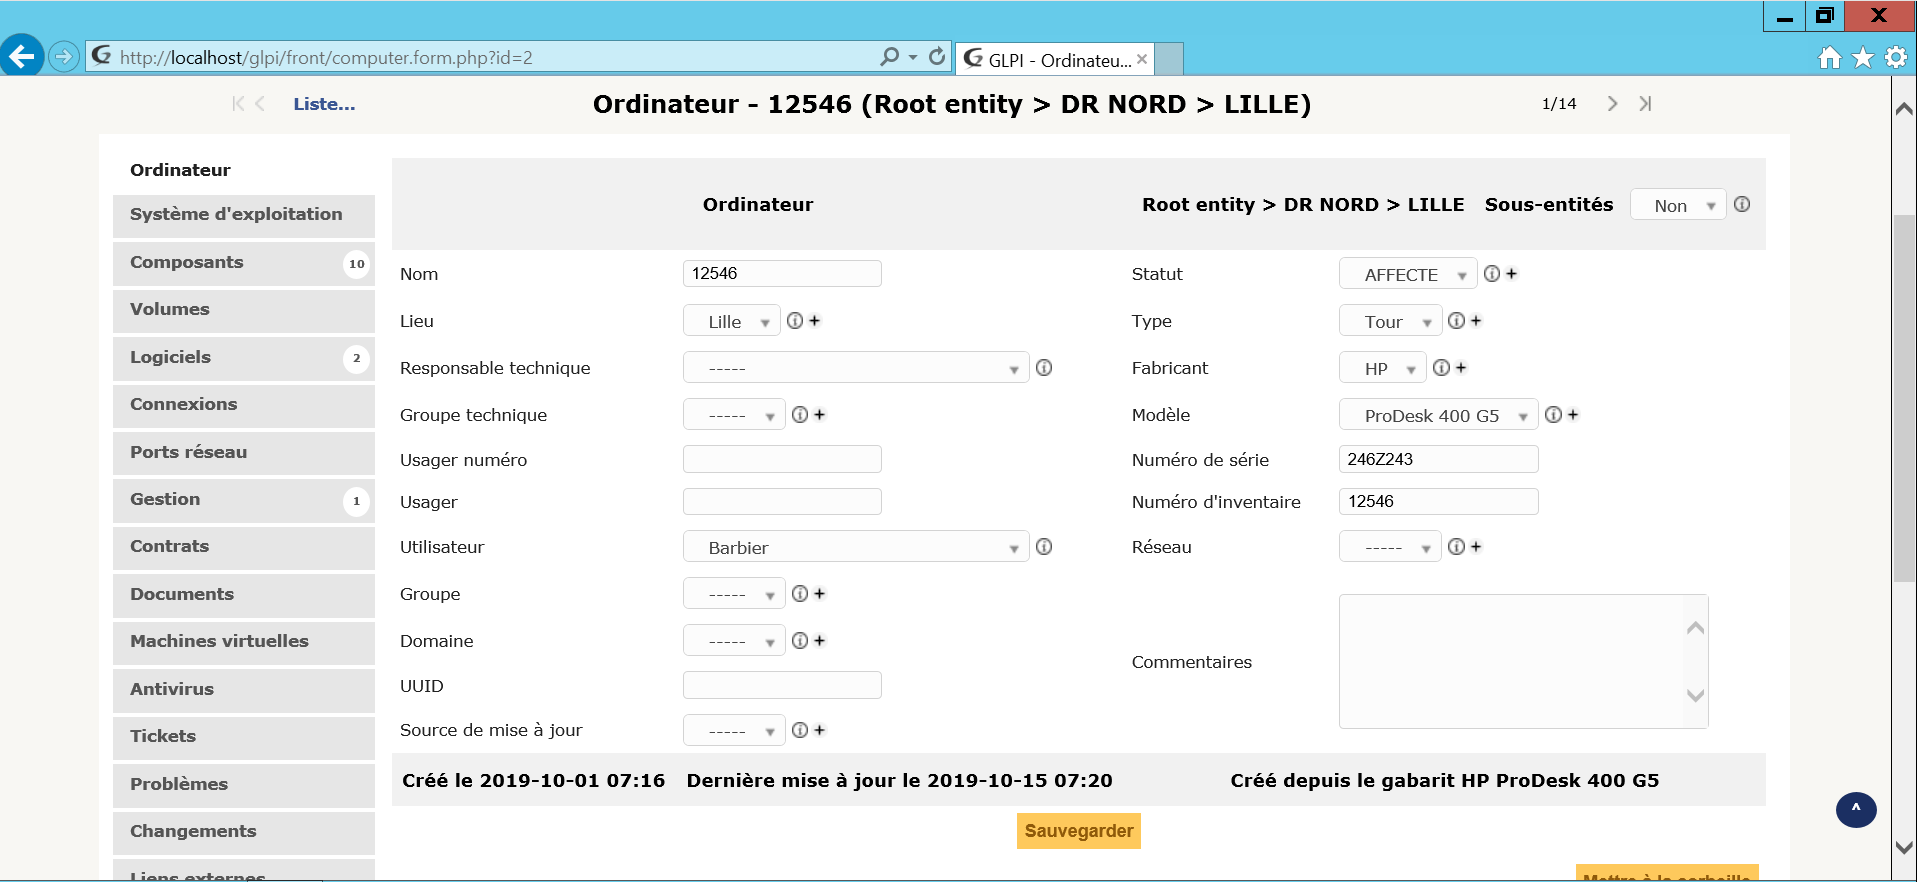 X
http://localhost/glpi/front/computer.form.php?id=2
GLPI - Ordinateu... ×
Liste...
Ordinateur - 12546 (Root entity > DR NORD > LILLE)
1/14
Ordinateur
Système d'exploitation
Composants 10
Volumes
Logiciels 2
Connexions
Ports réseau
Gestion 1
Contrats
Documents
Machines virtuelles
Antivirus
Tickets
Problèmes
Changements
Liens externes
Ordinateur
Root entity > DR NORD > LILLE Sous-entités Non
Nom 12546
Lieu Lille
Responsable technique -----
Groupe technique -----
Usager numéro
Usager
Utilisateur Barbier
Groupe -----
Domaine -----
UUID
Source de mise à jour -----
Statut AFFECTE
Type Tour
Fabricant HP
Modèle ProDesk 400 G5
Numéro de série 246Z243
Numéro d'inventaire 12546
Réseau -----
Commentaires
Créé le 2019-10-01 07:16 Dernière mise à jour le 2019-10-15 07:20 Créé depuis le gabarit HP ProDesk 400 G5
Sauvegarder
Mettre à la corbeille
^